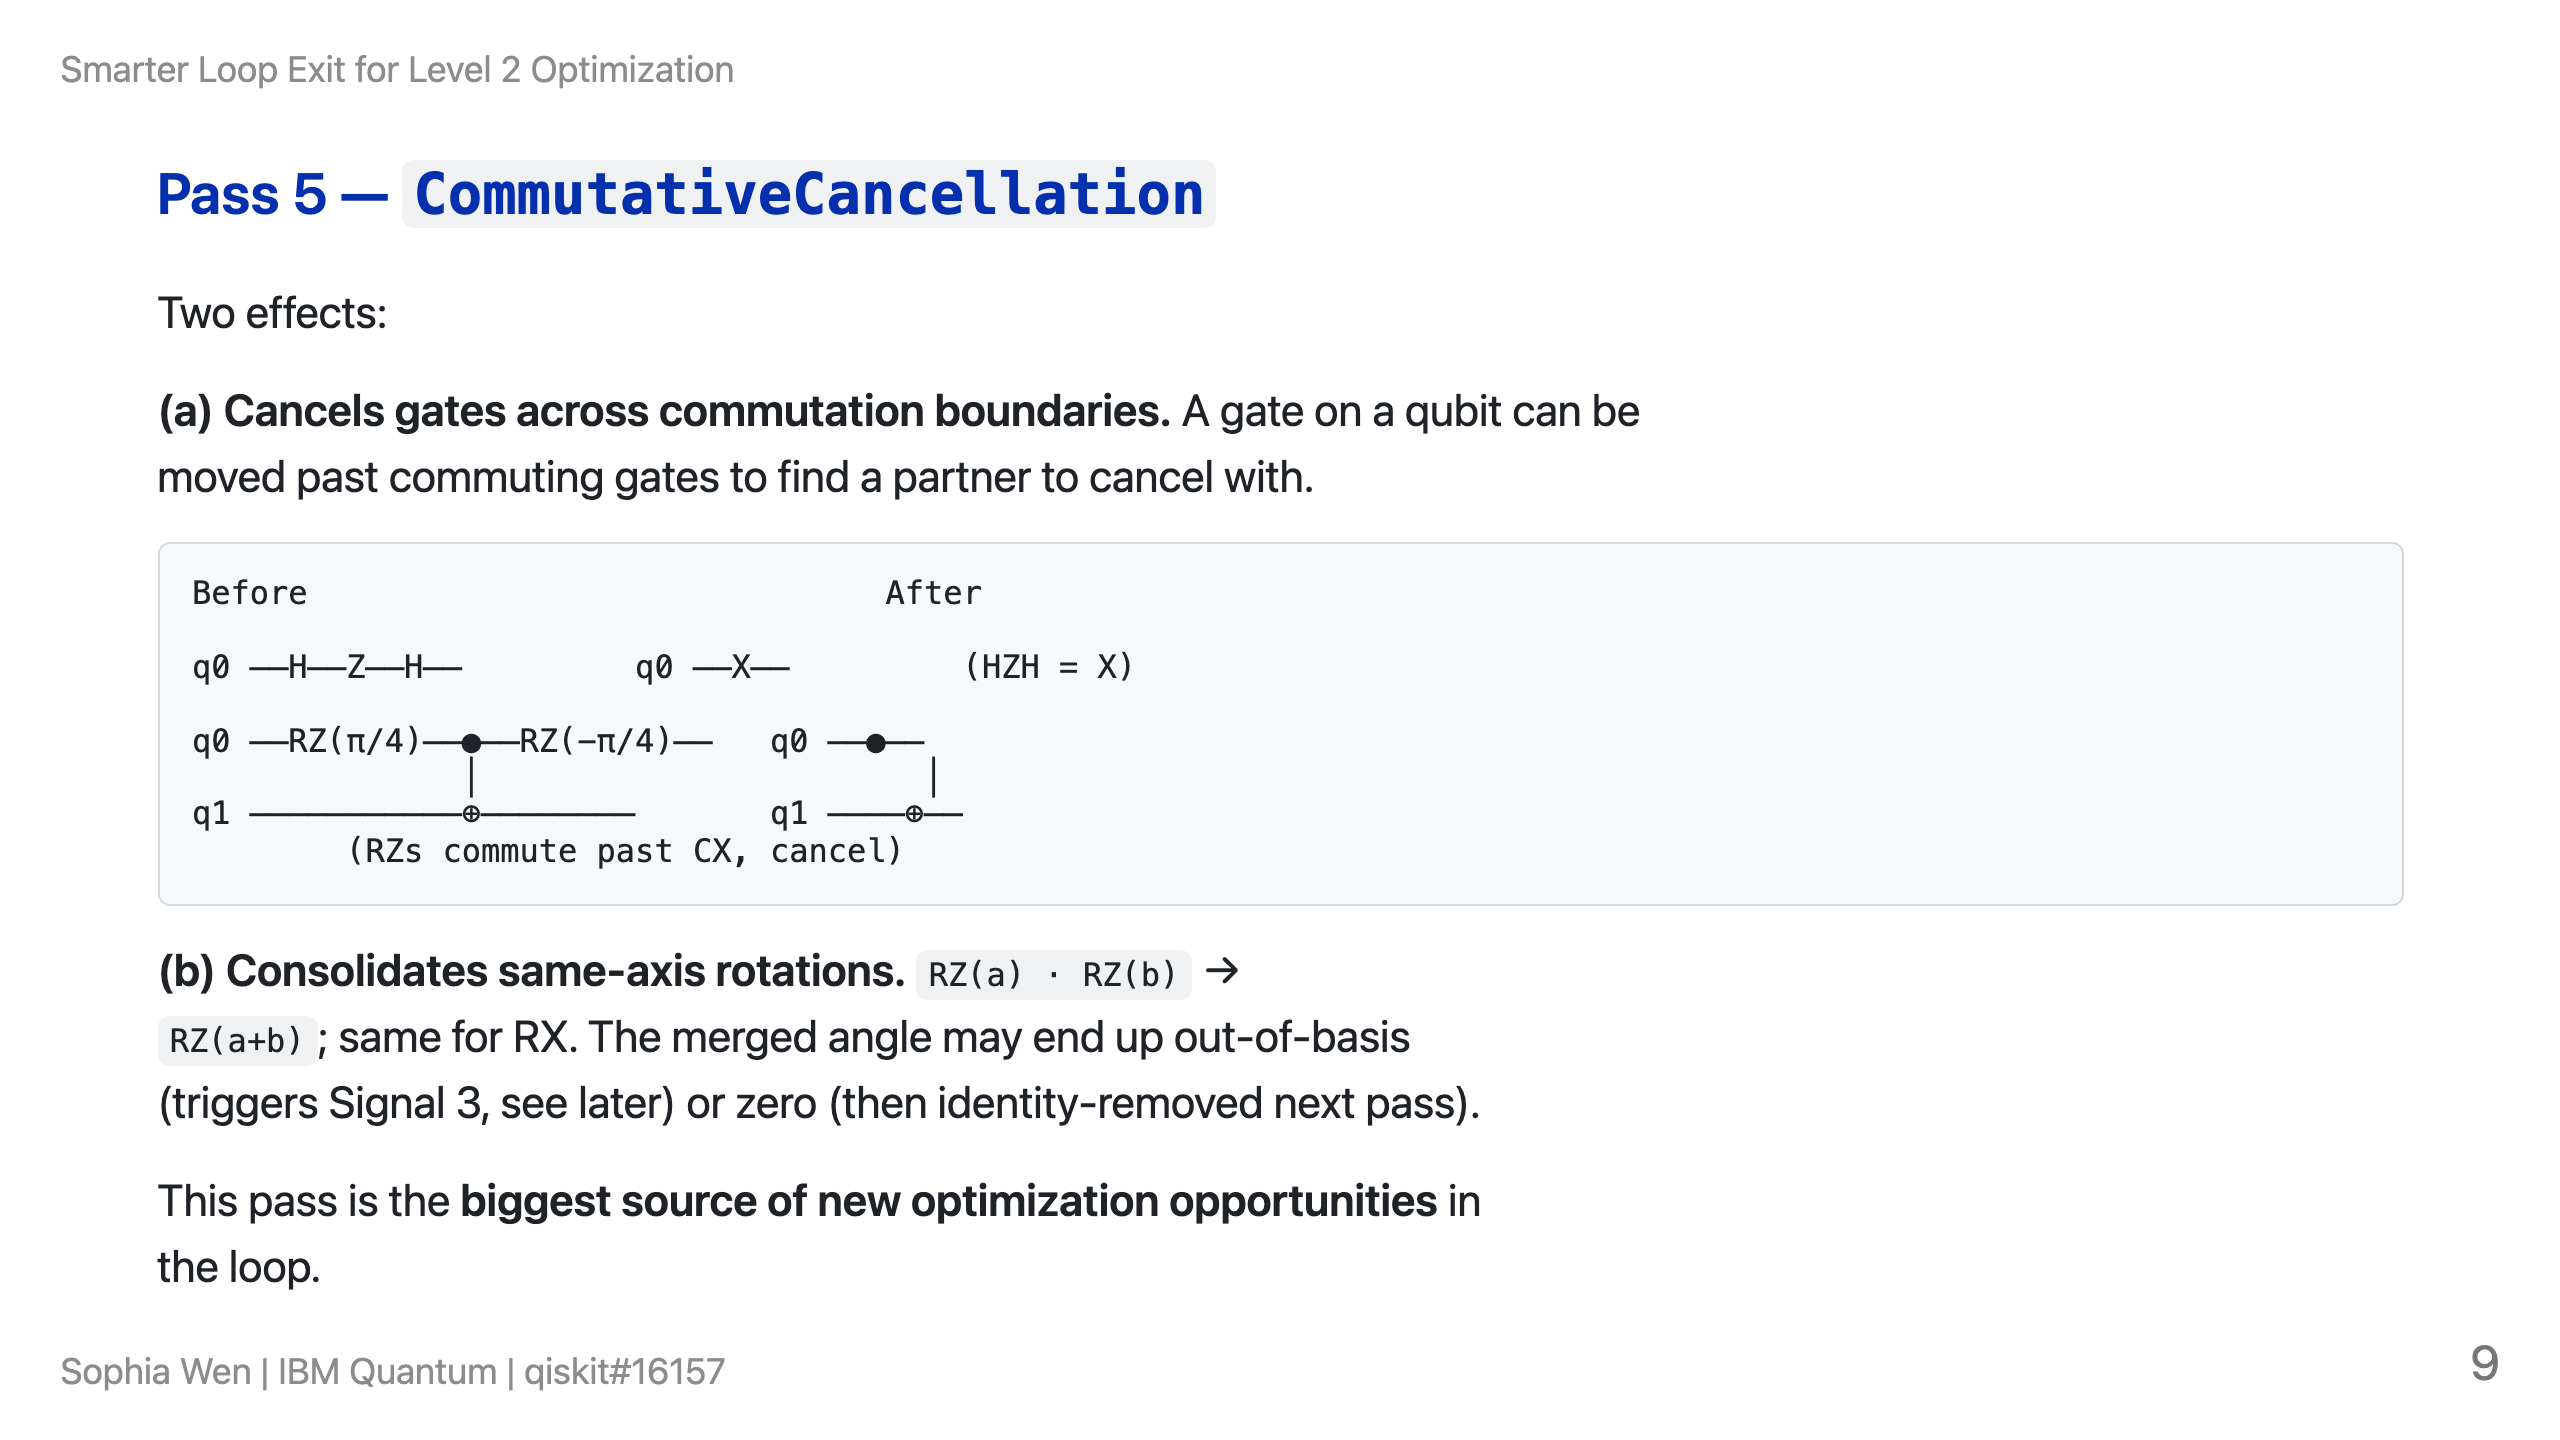 Smarter Loop Exit for Level 2 Optimization
Pass 5 — CommutativeCancellation
Two effects:
(a) Cancels gates across commutation boundaries. A gate on a qubit can be
moved past commuting gates to find a partner to cancel with.
Before                              After
q0 ──H──Z──H──         q0 ──X──         (HZH = X)
q0 ──RZ(π/4)──●──RZ(−π/4)──   q0 ──●──
              │                       │
q1 ───────────⊕────────       q1 ────⊕──
        (RZs commute past CX, cancel)
(b) Consolidates same-axis rotations. RZ(a) · RZ(b) →
RZ(a+b) ; same for RX. The merged angle may end up out-of-basis
(triggers Signal 3, see later) or zero (then identity-removed next pass).
This pass is the biggest source of new optimization opportunities in
the loop.
Sophia Wen | IBM Quantum | qiskit#16157
9